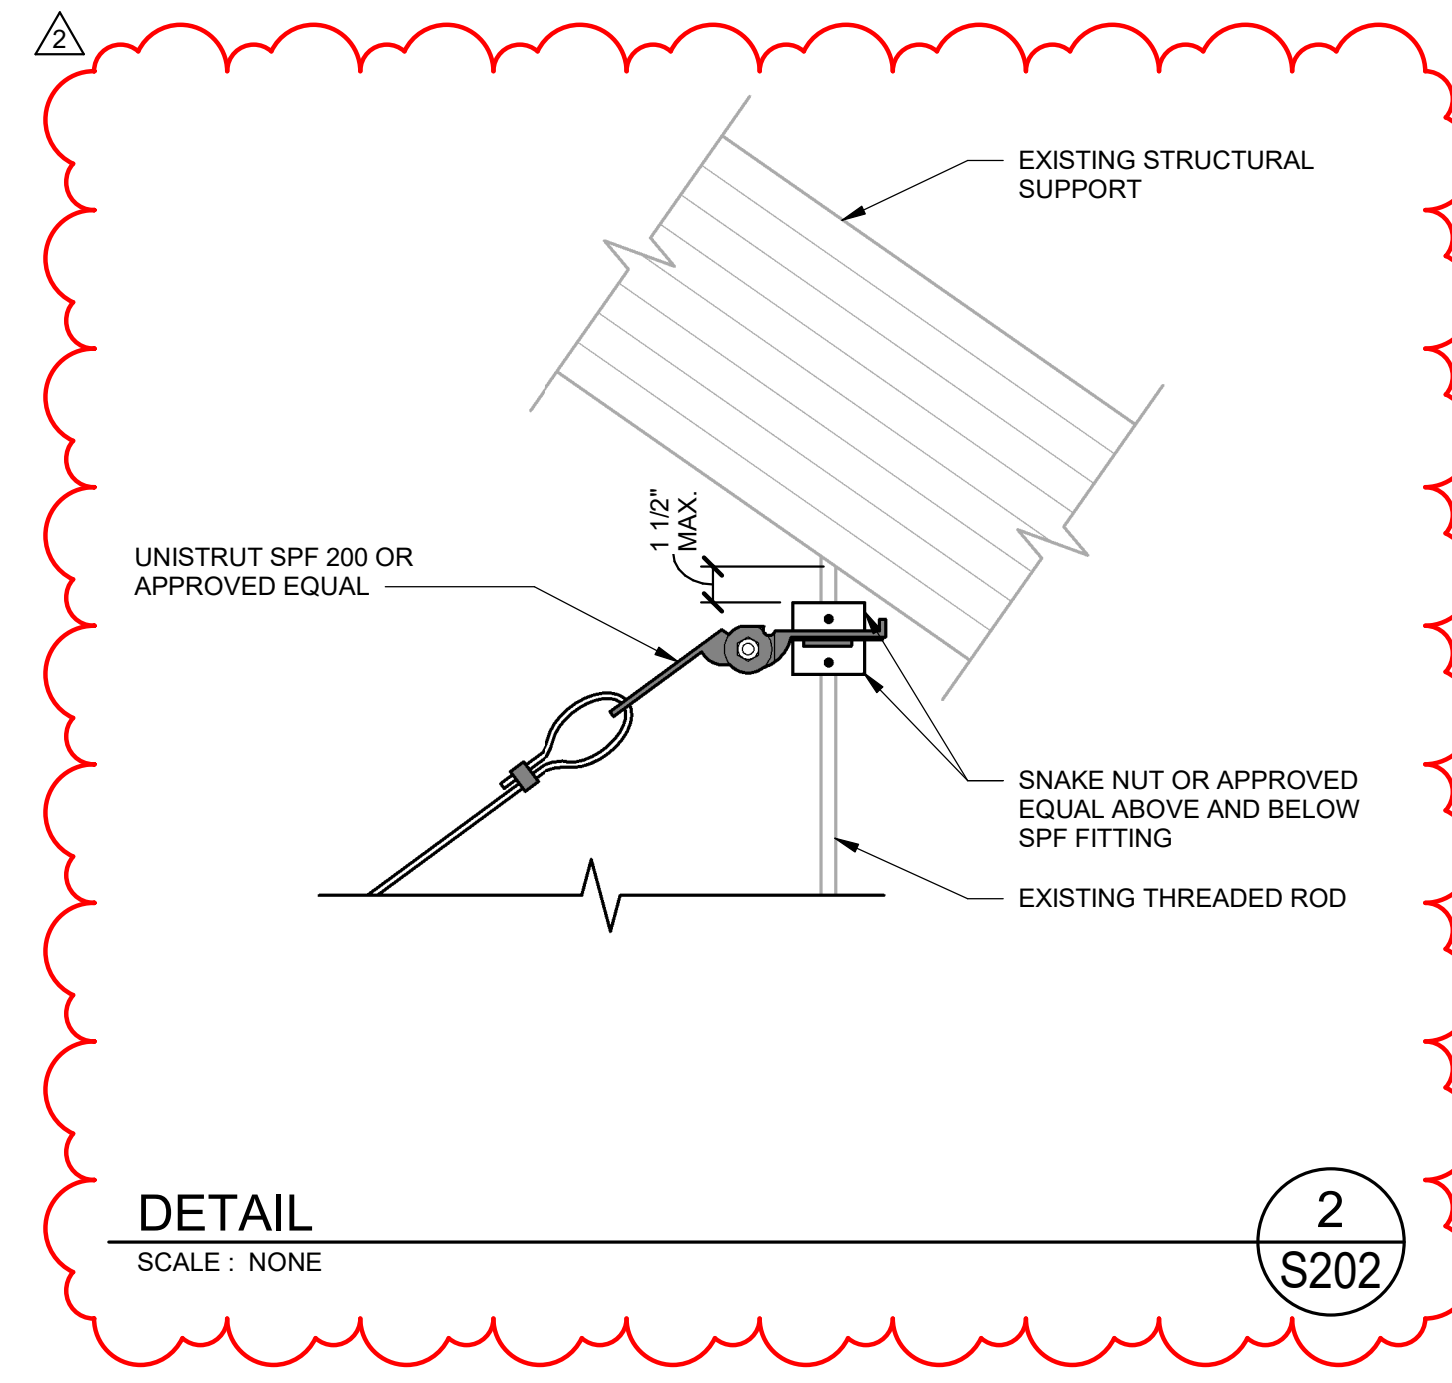 2
EXISTING STRUCTURAL
SUPPORT
1 1/2"
MAX.
UNISTRUT SPF 200 OR
APPROVED EQUAL
SNAKE NUT OR APPROVED
EQUAL ABOVE AND BELOW
SPF FITTING
EXISTING THREADED ROD
DETAIL
SCALE : NONE
2
S202